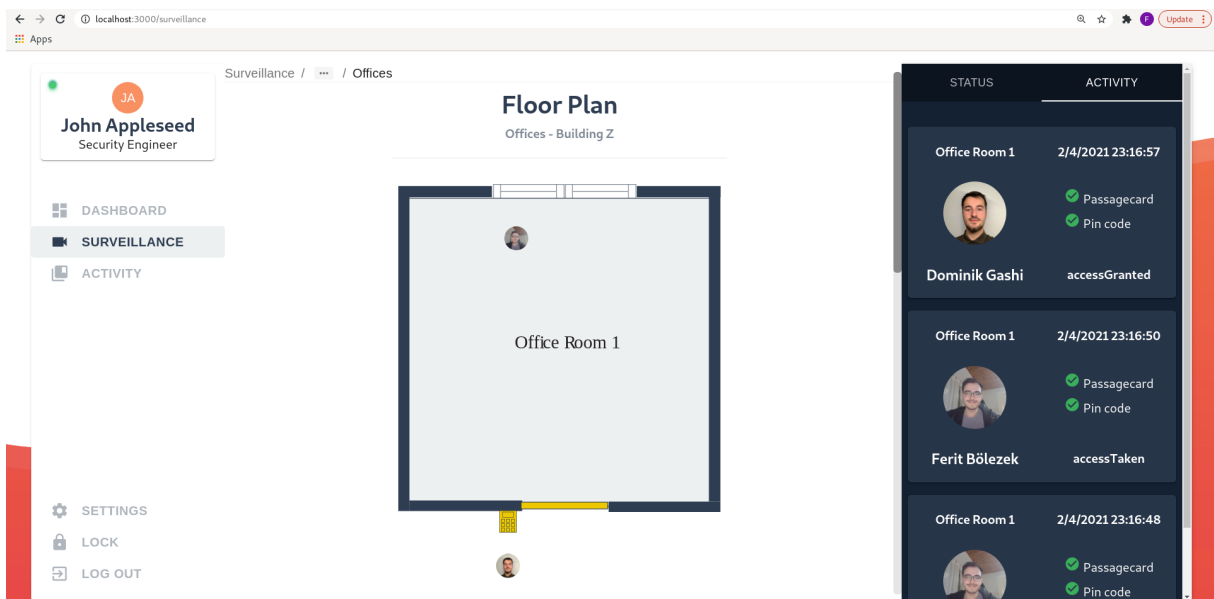 localhost:3000/surveillance
F
Update
Apps
JA
John Appleseed
Security Engineer
DASHBOARD
SURVEILLANCE
ACTIVITY
SETTINGS
LOCK
LOG OUT
Surveillance / ··· / Offices
Floor Plan
Offices - Building Z
Office Room 1
STATUS ACTIVITY
Office Room 1 2/4/2021 23:16:57
Passagecard
Pin code
Dominik Gashi accessGranted
Office Room 1 2/4/2021 23:16:50
Passagecard
Pin code
Ferit Bölezek accessTaken
Office Room 1 2/4/2021 23:16:48
Passagecard
Pin code